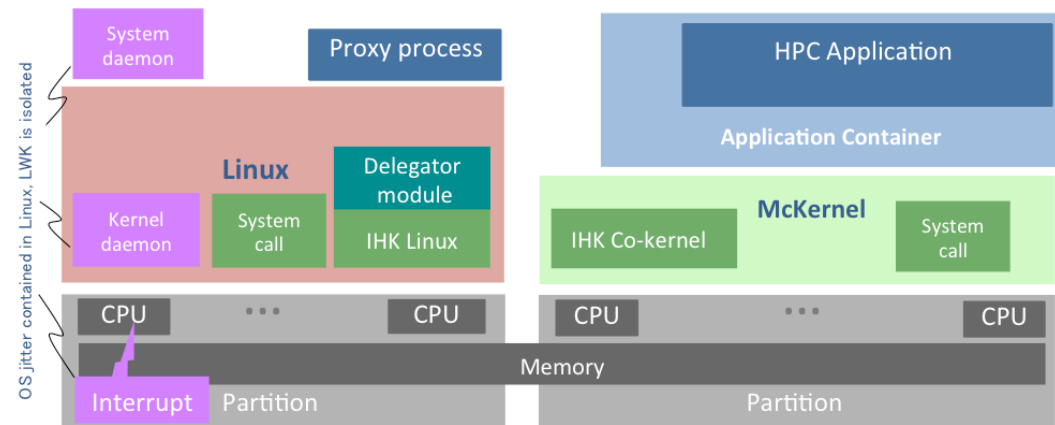 OS jitter contained in Linux, LWK is isolated
System
daemon
Proxy process
HPC Application
Application Container
Linux
Delegator
module
Kernel
daemon
System
call
IHK Linux
McKernel
IHK Co-kernel
System
call
CPU
...
CPU
CPU
...
CPU
Memory
Interrupt
Partition
Partition